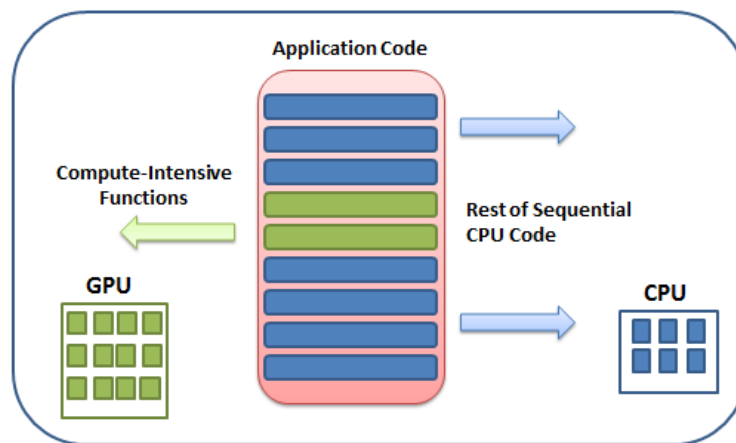 Application Code
Compute-Intensive
Functions
Rest of Sequential
CPU Code
GPU
CPU